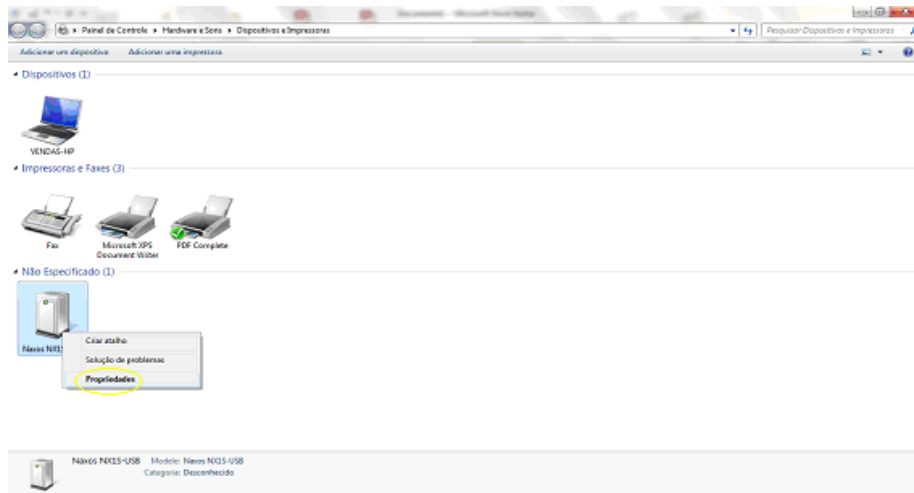 Painel de Controle ▸ Hardware e Sons ▸ Dispositivos e Impressoras
Pesquisar Dispositivos e Impressoras
Adicionar um dispositivo Adicionar uma impressora
Dispositivos (1)
VENDAS-HP
Impressoras e Faxes (3)
Fax
Microsoft XPS
Document Writer
PDF Complete
Não Especificado (1)
Naxos NX1
Criar atalho
Solução de problemas
Propriedades
Naxos NX15-USB Modelo: Naxos NX15-USB
Categoria: Desconhecido